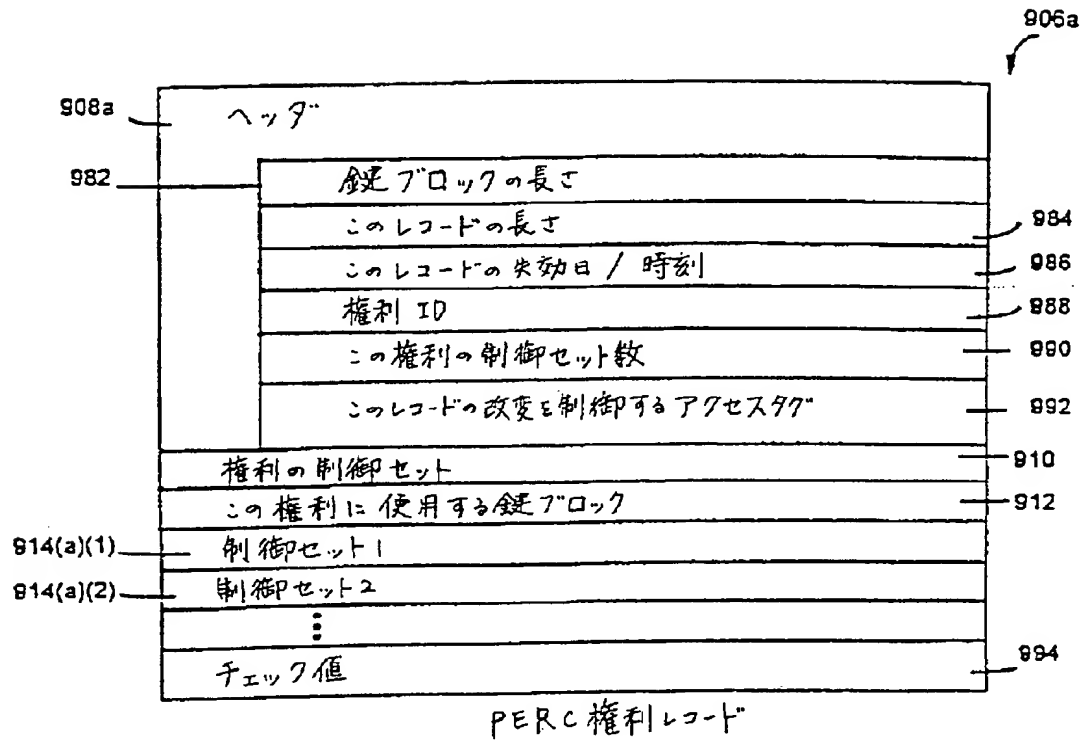 906a
908a ヘッダ
982 鍵ブロックの長さ
このレコードの長さ 984
このレコードの失効日 / 時刻 986
権利 ID 988
この権利の制御セット数 990
このレコードの改変を制御するアクセスタグ 992
権利の制御セット 910
この権利に使用する鍵ブロック 912
914(a)(1) 制御セット1
914(a)(2) 制御セット2
チェック値 994
PERC権利レコード